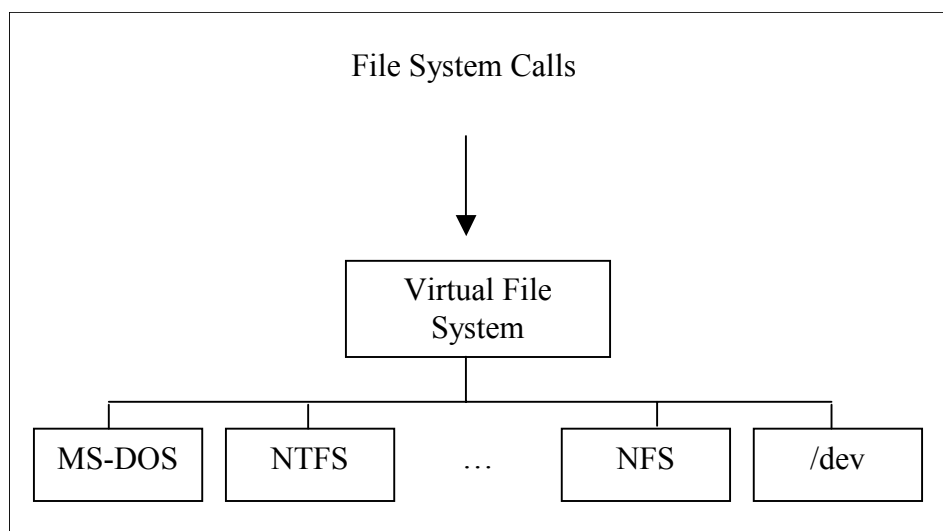 File System Calls
Virtual File
System
MS-DOS
NTFS
…
NFS
/dev